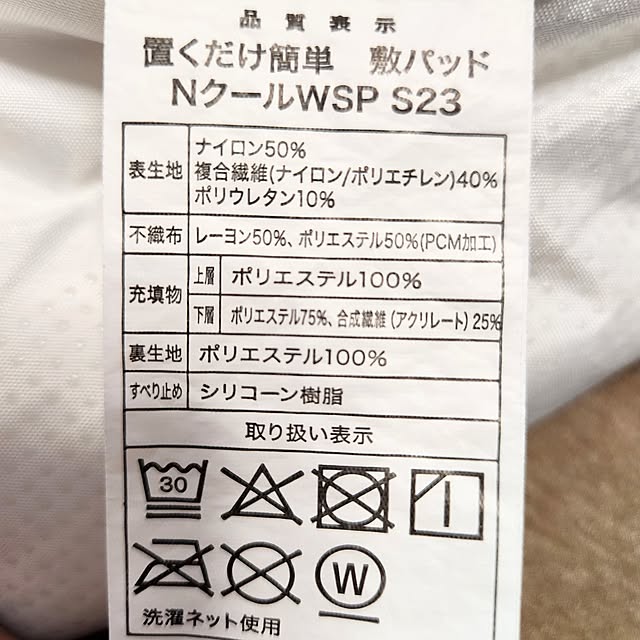 品質表示
置くだけ簡単 敷パッド
NクールWSP S23
表生地
ナイロン50%
複合繊維(ナイロン/ポリエチレン)40%
ポリウレタン10%
不織布 レーヨン50%、ポリエステル50%(PCM加工)
充填物
上層 ポリエステル100%
下層 ポリエステル75%、合成繊維(アクリレート)25%
裏生地 ポリエステル100%
すべり止め シリコーン樹脂
取り扱い表示
30
W
洗濯ネット使用